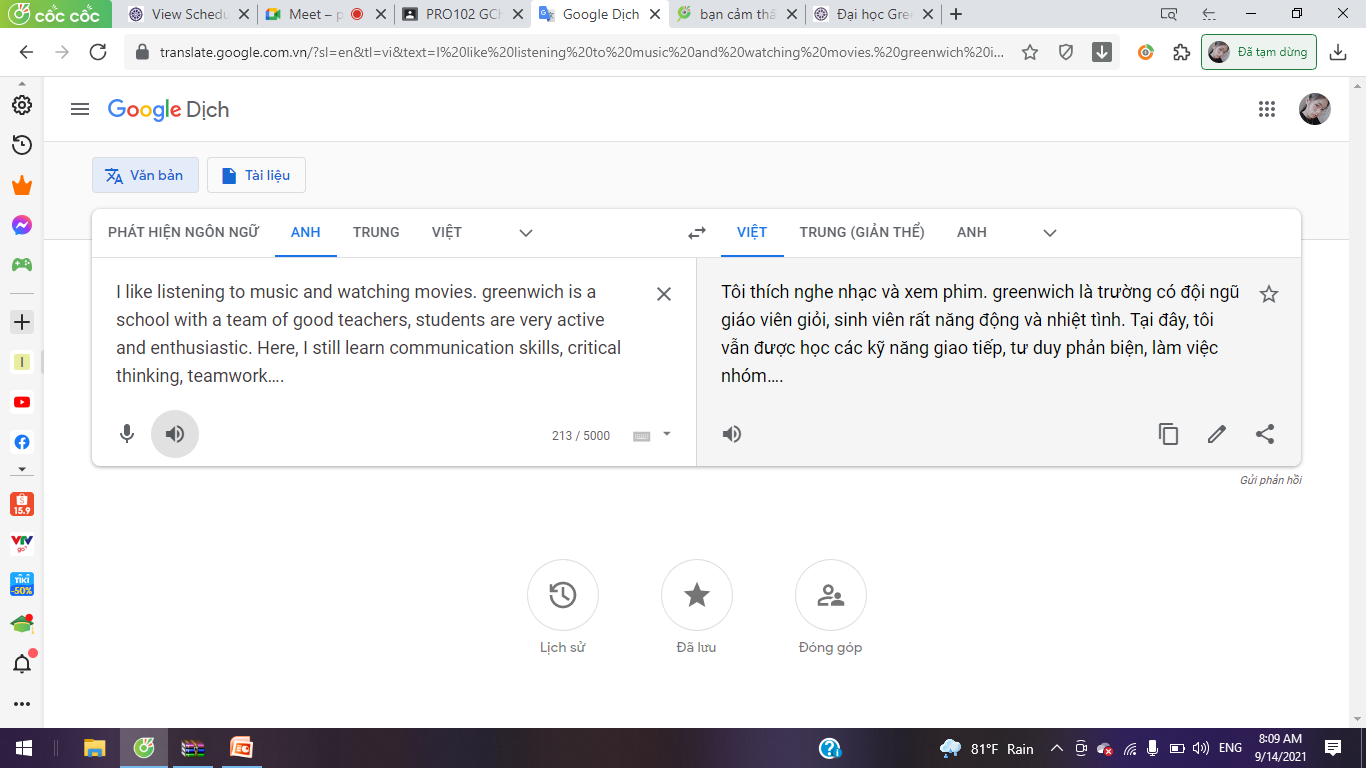 cốc cốc
View Schedu
Meet – p
PRO102 GCH
Google Dịch
bạn cảm thấ
Đại học Gree
translate.google.com.vn/?sl=en&tl=vi&text=I%20like%20listening%20to%20music%20and%20watching%20movies.%20greenwich%20i...
Đã tạm dừng
Google Dịch
Văn bản
Tài liệu
PHÁT HIỆN NGÔN NGỮ
ANH
TRUNG
VIỆT
VIỆT
TRUNG (GIẢN THỂ)
ANH
I like listening to music and watching movies. greenwich is a
school with a team of good teachers, students are very active
and enthusiastic. Here, I still learn communication skills, critical
thinking, teamwork....
213 / 5000
Tôi thích nghe nhạc và xem phim. greenwich là trường có đội ngũ
giáo viên giỏi, sinh viên rất năng động và nhiệt tình. Tại đây, tôi
vẫn được học các kỹ năng giao tiếp, tư duy phản biện, làm việc
nhóm....
Gửi phản hồi
Lịch sử
Đã lưu
Đóng góp
I
15.9
VTV
go
TIKI
-50%
81°F Rain
ENG
8:09 AM
9/14/2021